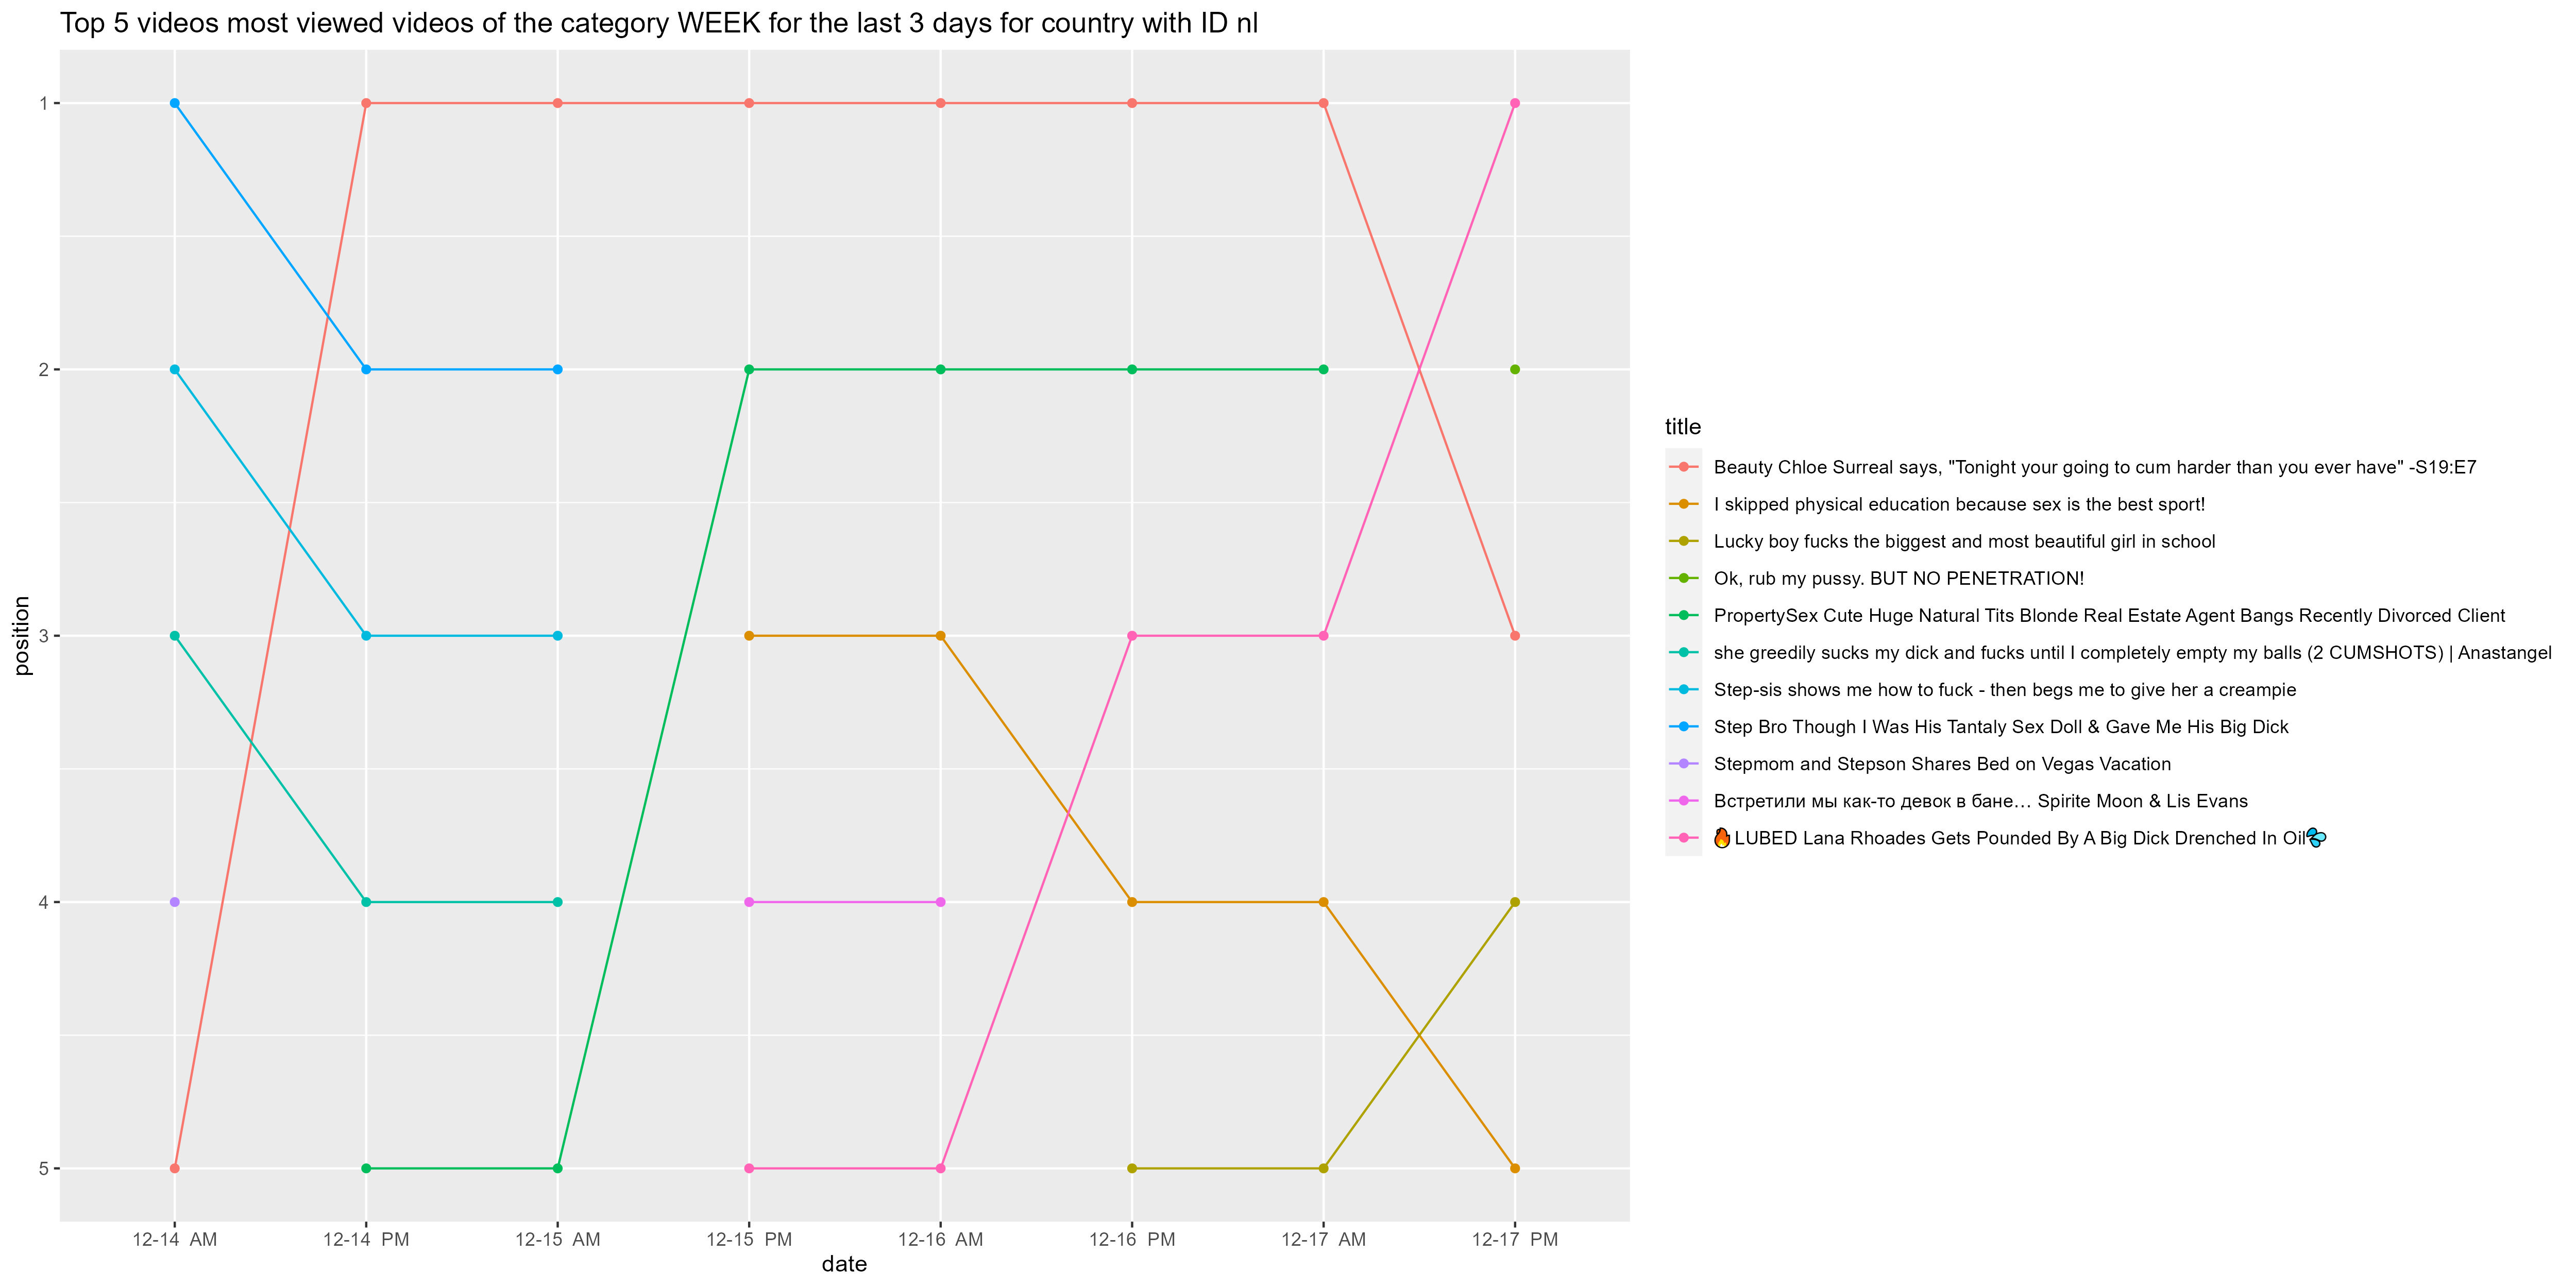 Top 5 videos most viewed videos of the category WEEK for the last 3 days for country with ID nl
position
1
2
3
4
5
12-14 AM
12-14 PM
12-15 AM
12-15 PM
12-16 AM
12-16 PM
12-17 AM
12-17 PM
date
title
Beauty Chloe Surreal says, "Tonight your going to cum harder than you ever have" -S19:E7
I skipped physical education because sex is the best sport!
Lucky boy fucks the biggest and most beautiful girl in school
Ok, rub my pussy. BUT NO PENETRATION!
PropertySex Cute Huge Natural Tits Blonde Real Estate Agent Bangs Recently Divorced Client
she greedily sucks my dick and fucks until I completely empty my balls (2 CUMSHOTS) | Anastangel
Step-sis shows me how to fuck - then begs me to give her a creampie
Step Bro Though I Was His Tantaly Sex Doll & Gave Me His Big Dick
Stepmom and Stepson Shares Bed on Vegas Vacation
Встретили мы как-то девок в бане… Spirite Moon & Lis Evans
🔥LUBED Lana Rhoades Gets Pounded By A Big Dick Drenched In Oil💦